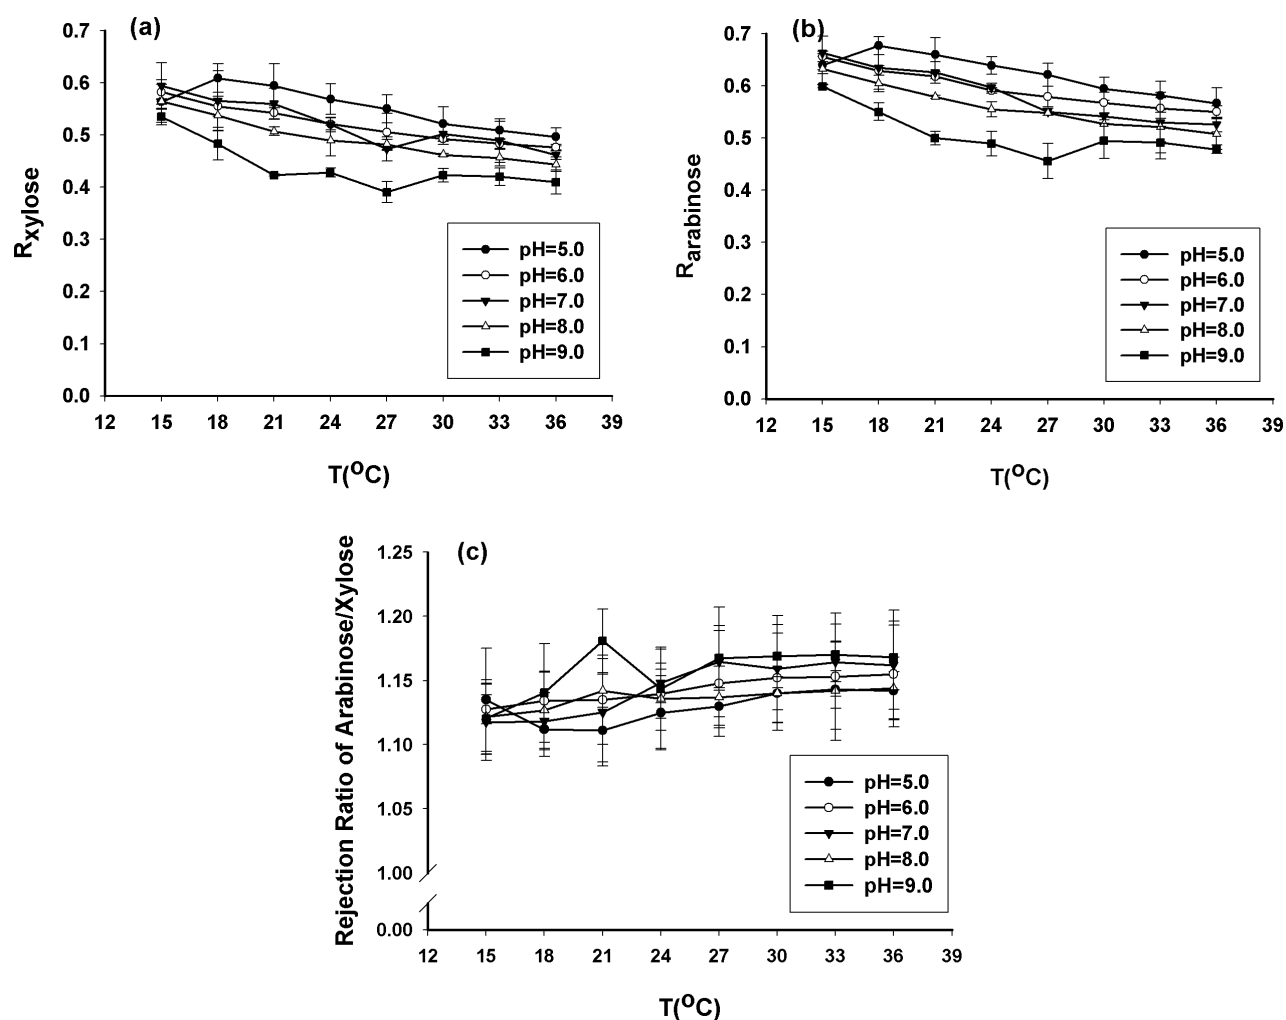 (a)
0.7
0.6
0.5
0.4
0.3
0.2
0.1
0.0
Rxylose
pH=5.0
pH=6.0
pH=7.0
pH=8.0
pH=9.0
12 15 18 21 24 27 30 33 36 39
T(oC)
(b)
0.7
0.6
0.5
0.4
0.3
0.2
0.1
0.0
Rarabinose
pH=5.0
pH=6.0
pH=7.0
pH=8.0
pH=9.0
12 15 18 21 24 27 30 33 36 39
T(oC)
(c)
1.25
1.20
1.15
1.10
1.05
1.00
0.00
Rejection Ratio of Arabinose/Xylose
pH=5.0
pH=6.0
pH=7.0
pH=8.0
pH=9.0
12 15 18 21 24 27 30 33 36 39
T(oC)